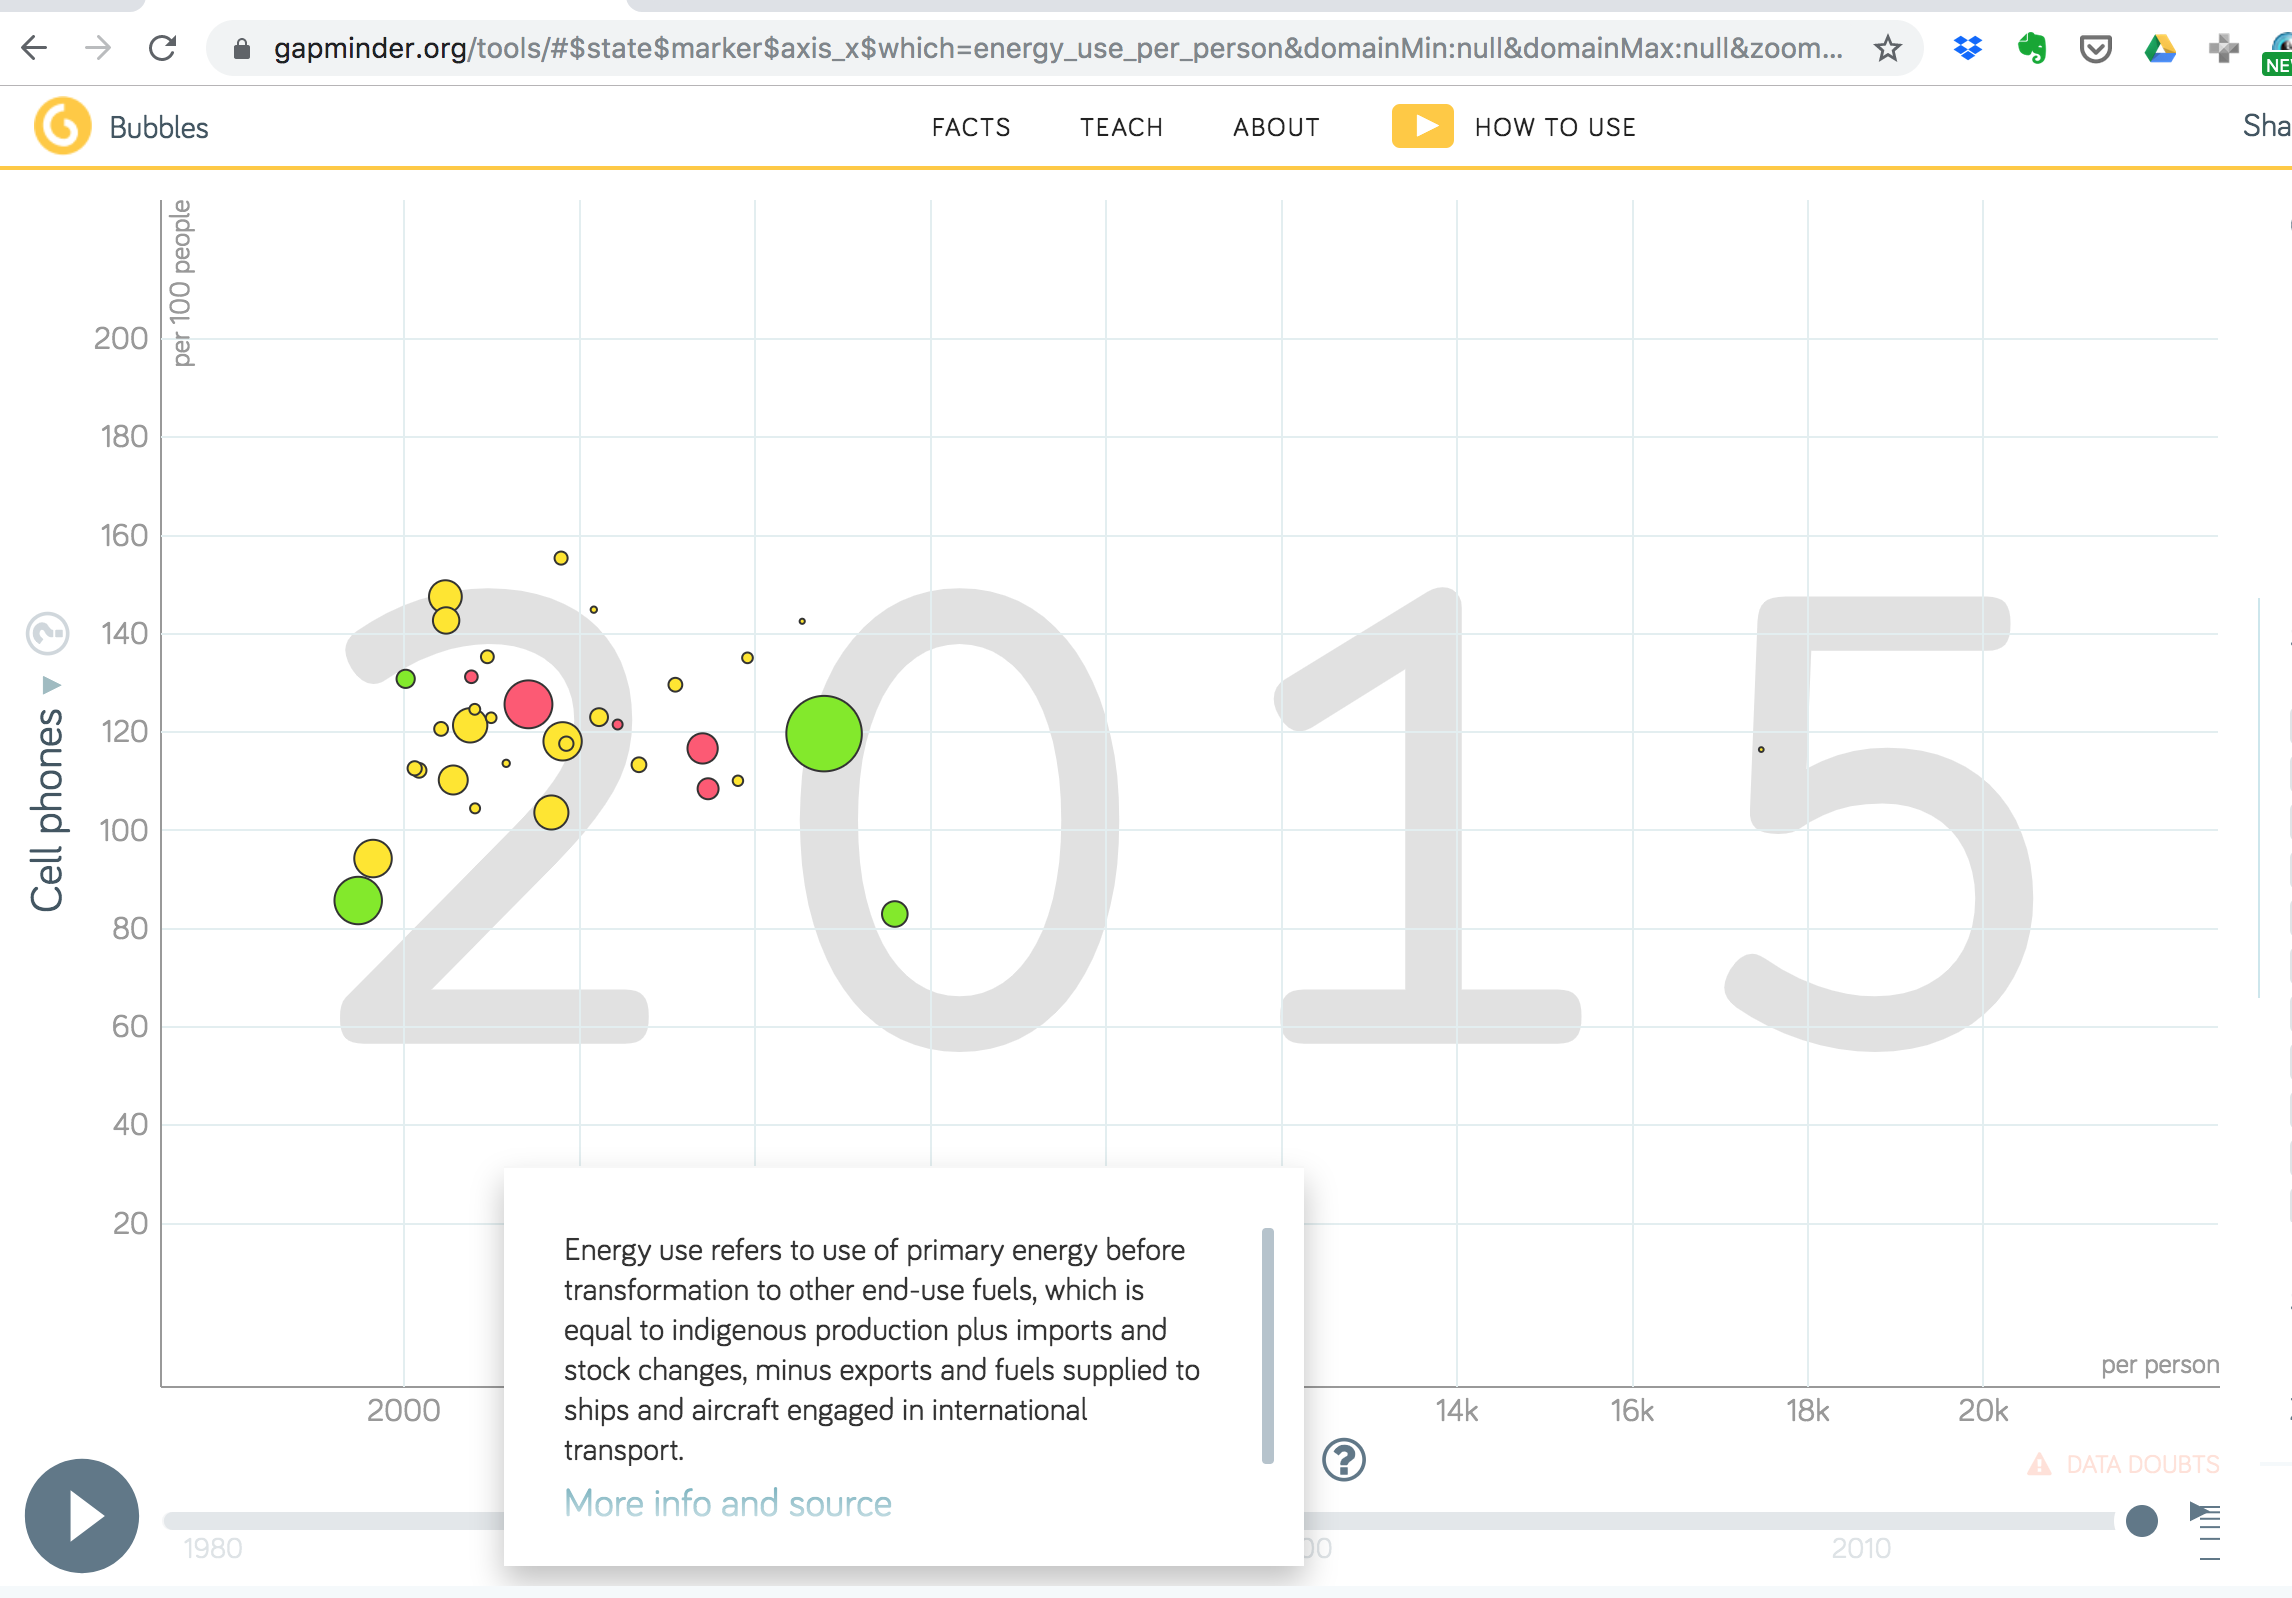 gapminder.org/tools/#$state$marker$axis_x$which=energy_use_per_person&domainMin:null&domainMax:null&zoom...
NE
Bubbles
FACTS
TEACH
ABOUT
HOW TO USE
Sha
per 100 people
200
180
160
140
120
100
80
60
40
20
Cell phones
2015
Energy use refers to use of primary energy before
transformation to other end-use fuels, which is
equal to indigenous production plus imports and
stock changes, minus exports and fuels supplied to
ships and aircraft engaged in international
transport.
More info and source
per person
2000
14k
16k
18k
20k
?
DATA DOUBTS
1980
00
2010